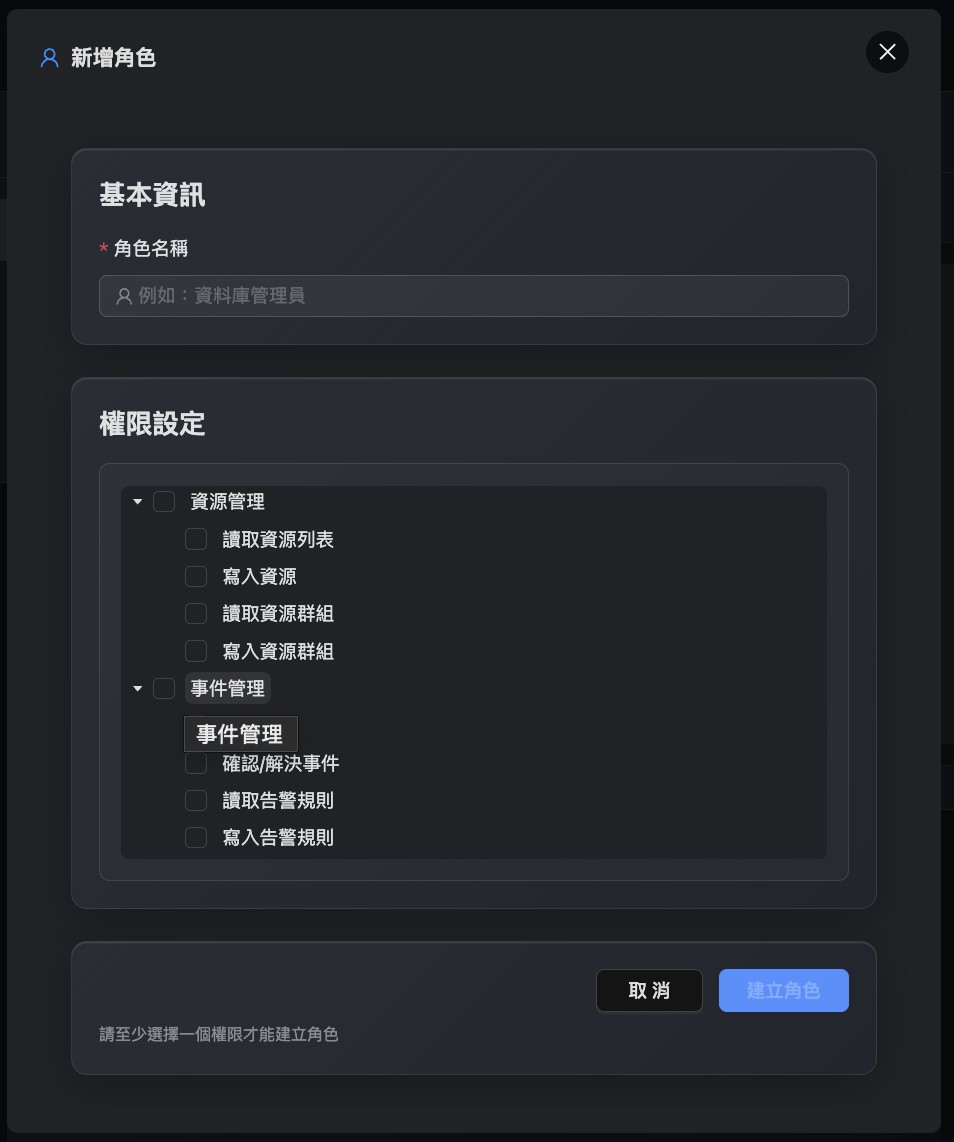 新增角色
基本資訊
* 角色名稱
例如：資料庫管理員
權限設定
資源管理
讀取資源列表
寫入資源
讀取資源群組
寫入資源群組
事件管理
事件管理
確認/解決事件
讀取告警規則
寫入告警規則
取 消
建立角色
請至少選擇一個權限才能建立角色